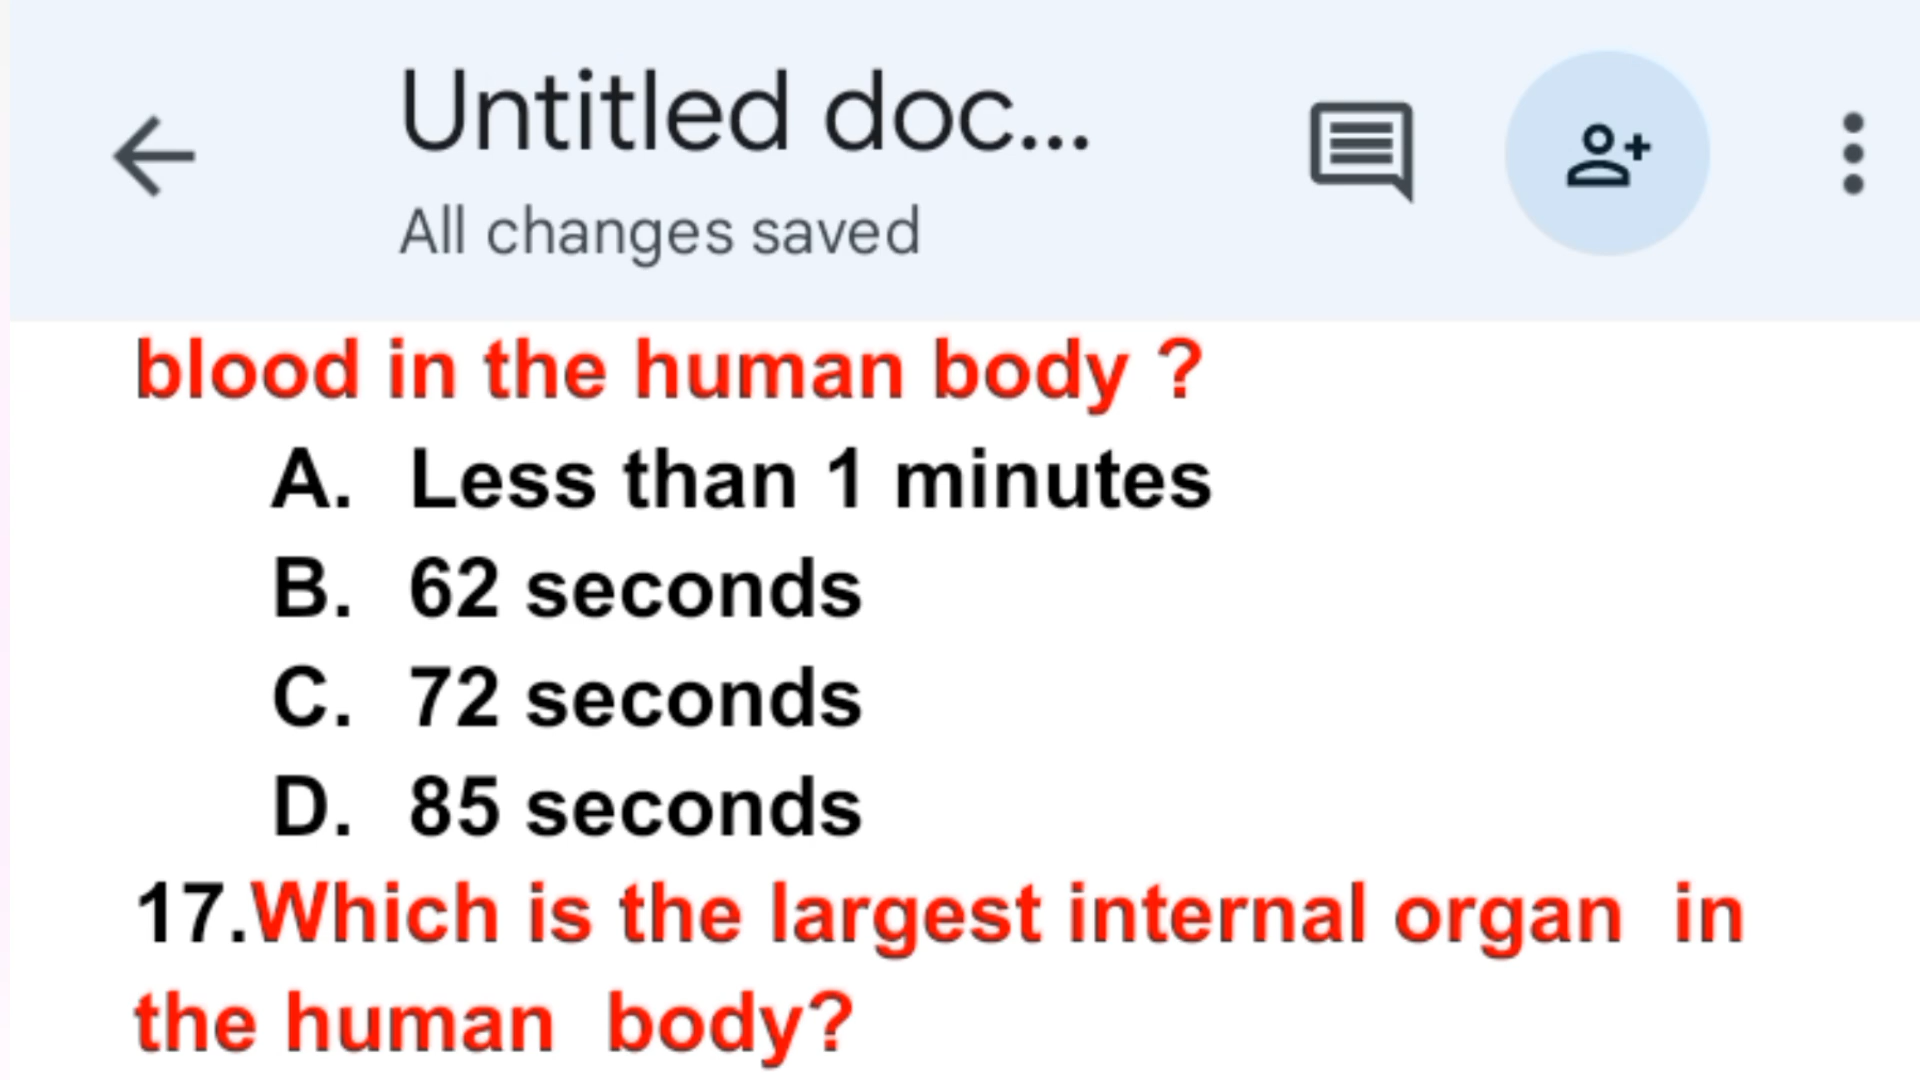 Untitled doc...
All changes saved
blood in the human body ?
A. Less than 1 minutes
B. 62 seconds
C. 72 seconds
D. 85 seconds
17.Which is the largest internal organ in
the human body?